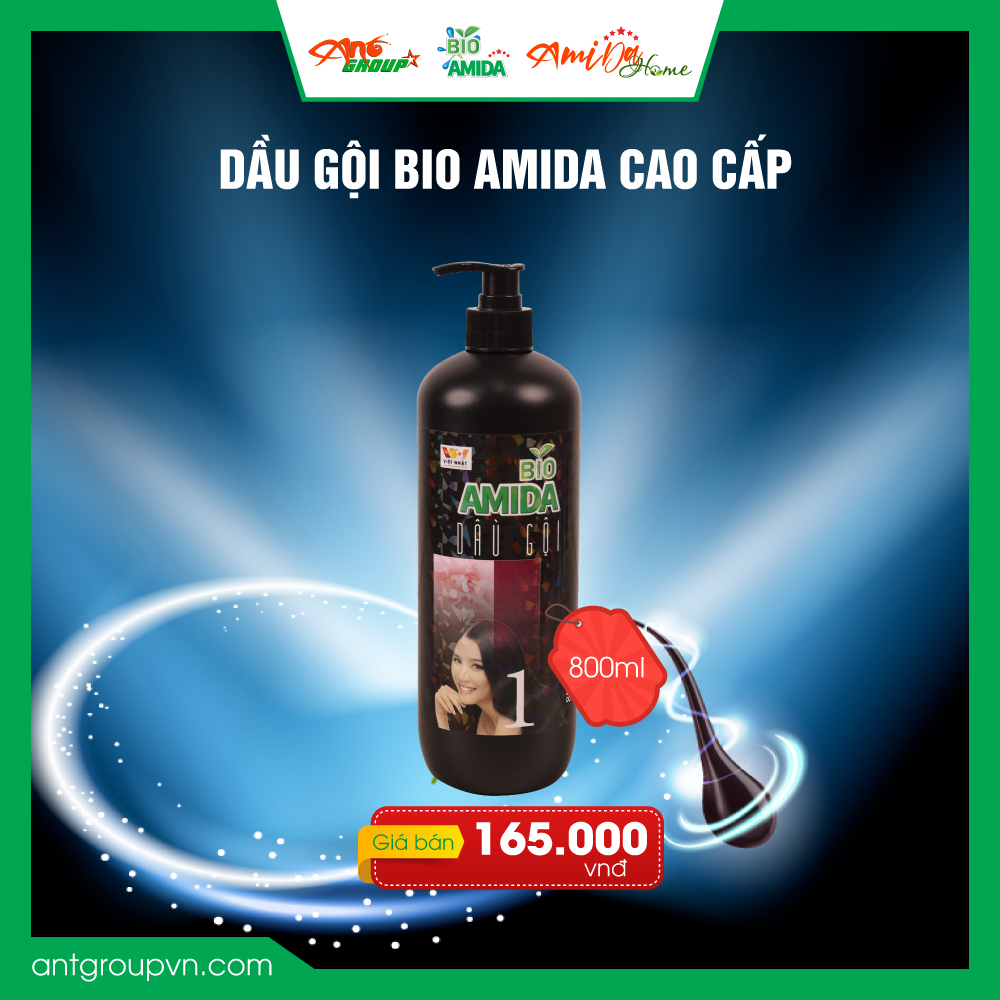 Ant
GROUP
BIO
AMIDA
AmiDa
Home
DẦU GỘI BIO AMIDA CAO CẤP
VIỆT NHẬT
BIO
AMIDA
DẦU GỘI
1
800ml
Giá bán
165.000
vnđ
antgroupvn.com